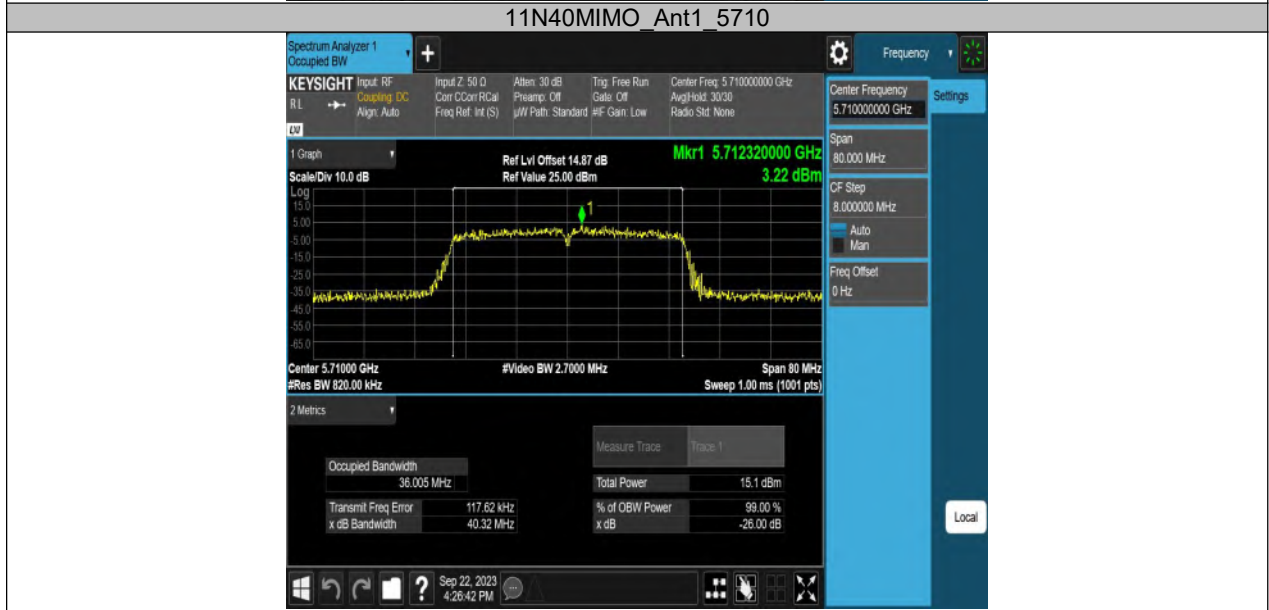 11N40MIMO_Ant1_5710
Spectrum Analyzer 1
Occupied BW
+
Frequency
KEYSIGHT
Input: RF
Input Z: 50 Ω
Atten: 30 dB
Trig: Free Run
Center Freq: 5.710000000 GHz
RL
Coupling: DC
Corr CCorr RCal
Preamp: Off
Gate: Off
Avg|Hold: 30/30
Align: Auto
Freq Ref: Int (S)
µW Path: Standard
#IF Gain: Low
Radio Std: None
LXI
Center Frequency
5.710000000 GHz
Settings
Span
80.000 MHz
CF Step
8.000000 MHz
Auto
Man
Freq Offset
0 Hz
1 Graph
Ref Lvl Offset 14.87 dB
Mkr1 5.712320000 GHz
Scale/Div 10.0 dB
Ref Value 25.00 dBm
3.22 dBm
Log
15.0
5.00
-5.00
-15.0
-25.0
-35.0
-45.0
-55.0
-65.0
1
Center 5.71000 GHz
#Video BW 2.7000 MHz
Span 80 MHz
#Res BW 820.00 kHz
Sweep 1.00 ms (1001 pts)
2 Metrics
Measure Trace
Trace 1
Occupied Bandwidth
36.005 MHz
Total Power
15.1 dBm
Transmit Freq Error
117.62 kHz
% of OBW Power
99.00 %
x dB Bandwidth
40.32 MHz
x dB
-26.00 dB
Local
?
Sep 22, 2023
4:26:42 PM